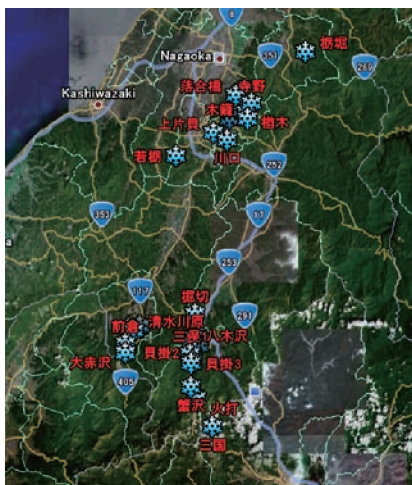 8
Nagaoka
351
栃堀
289
Kashiwazaki
落合橋
寺野
木籠
楢木
上片貝
若栃
川口
252
353
17
253
117
掘切
291
前倉
清水川原
三俣
八木沢
大赤沢
貝掛2
貝掛3
405
蟹沢
火打
三国